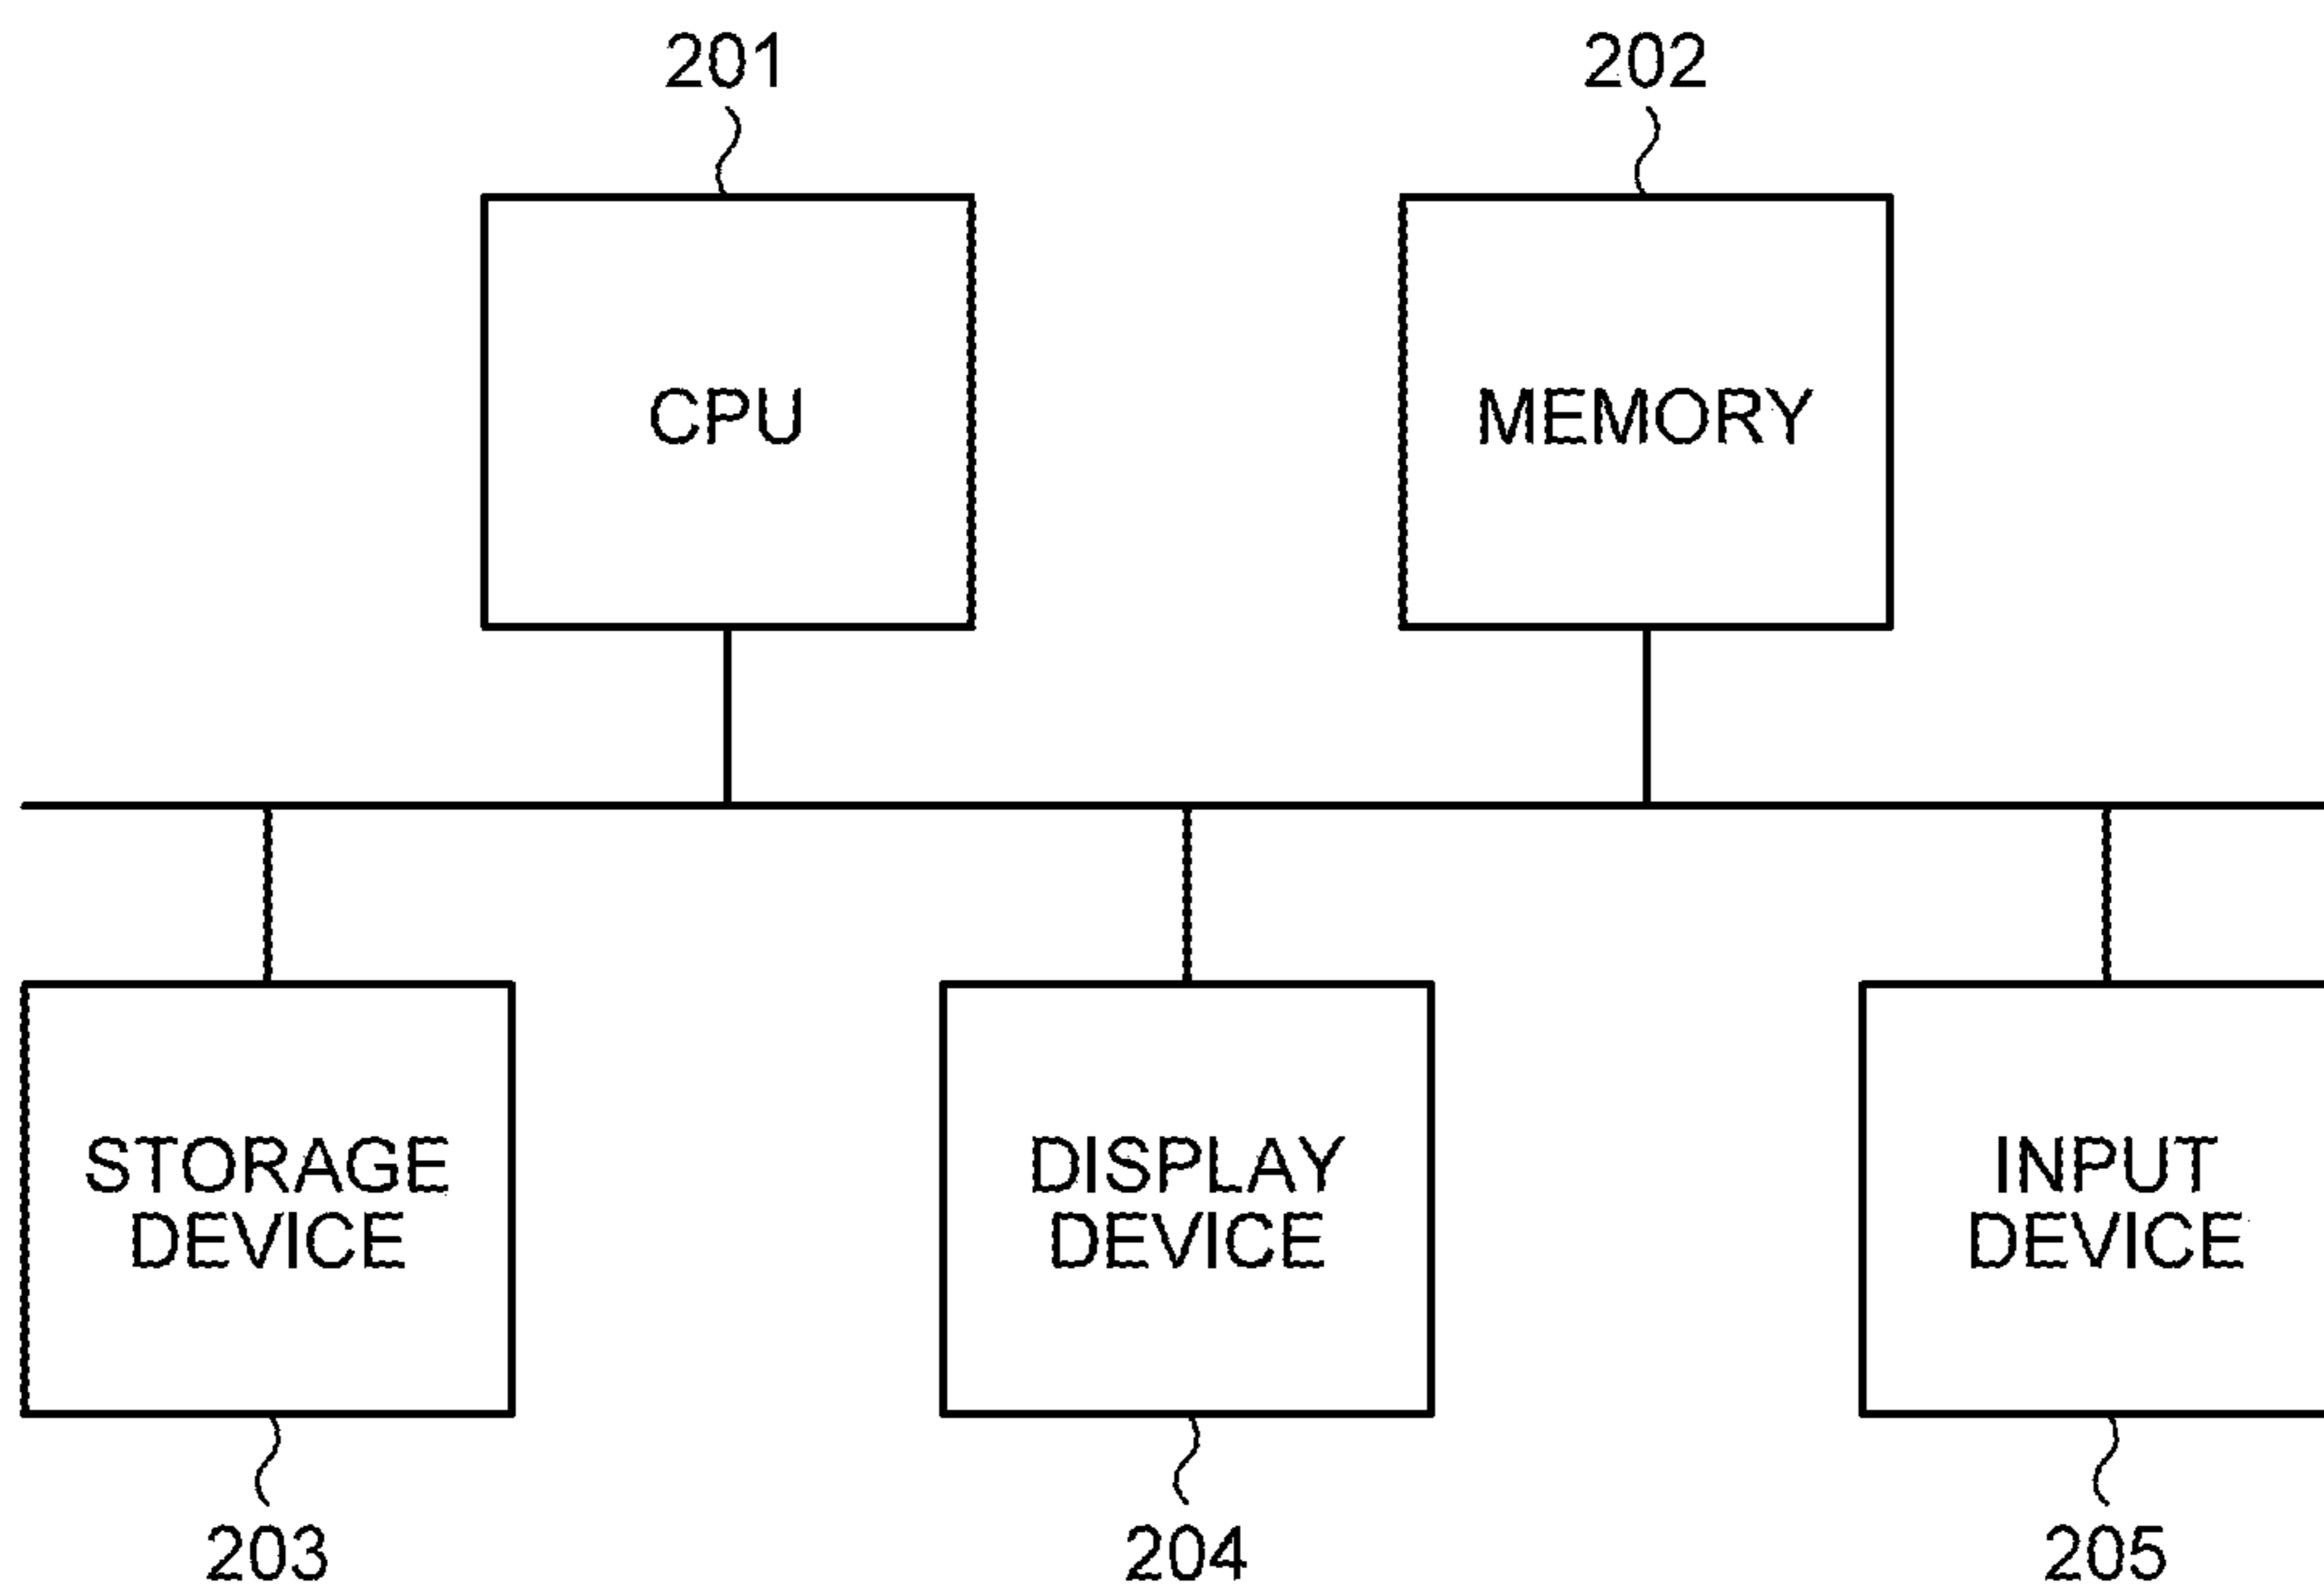 201
202
CPU
MEMORY
STORAGE
DEVICE
DISPLAY
DEVICE
INPUT
DEVICE
203
204
205